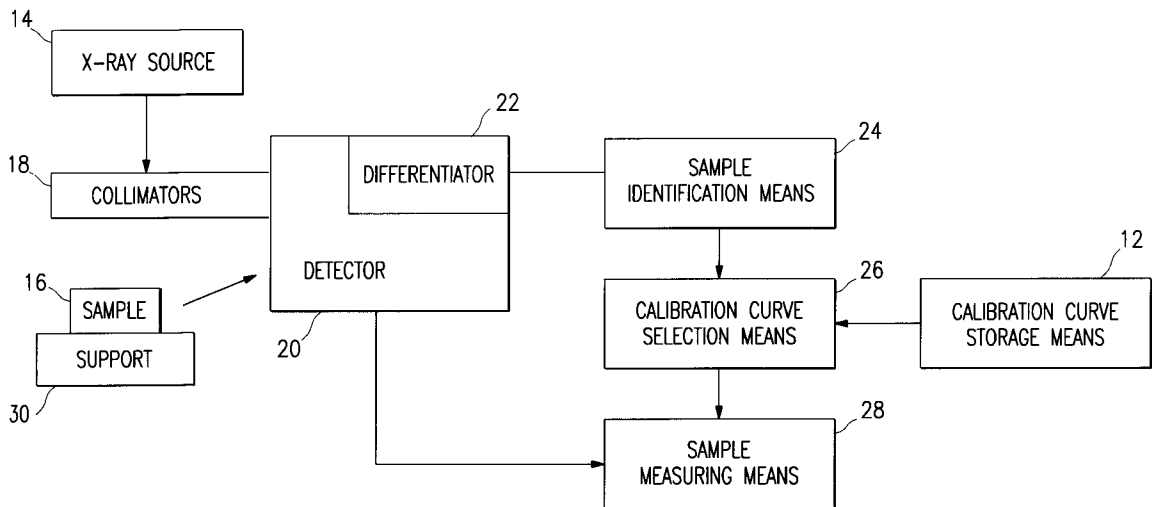 14
X-RAY SOURCE
22
24
18
COLLIMATORS
DIFFERENTIATOR
SAMPLE
IDENTIFICATION MEANS
12
16
SAMPLE
DETECTOR
26
CALIBRATION CURVE
SELECTION MEANS
CALIBRATION CURVE
STORAGE MEANS
SUPPORT
20
30
28
SAMPLE
MEASURING MEANS